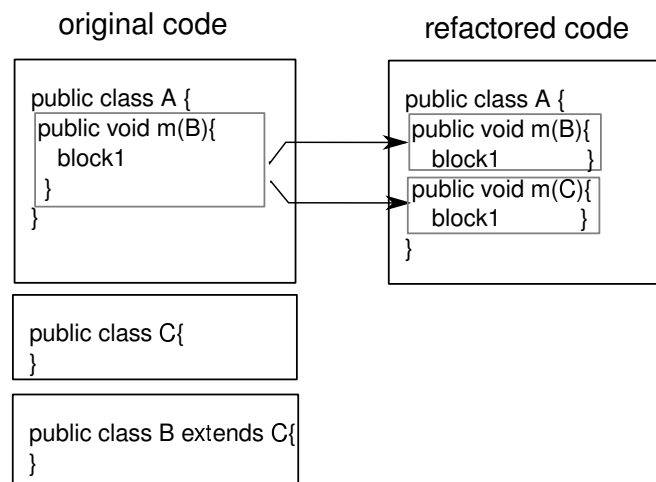 original code
public class A {
public void m(B){
block1
}
}
public class C{
}
public class B extends C{
}
refactored code
public class A {
public void m(B){
block1 }
public void m(C){
block1 }
}